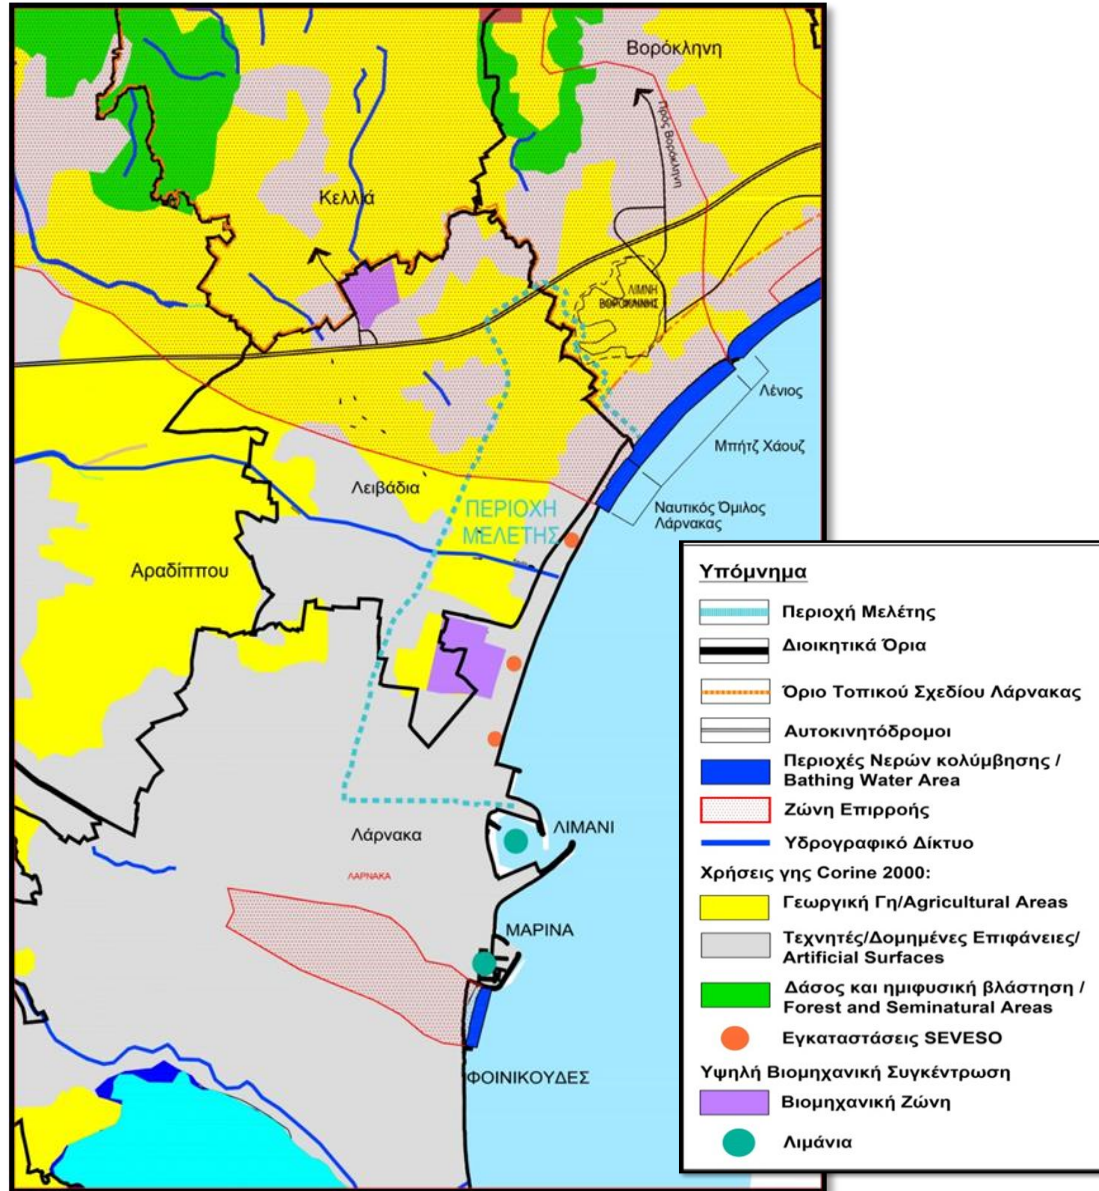 Βορόκληνη
Πρός Βορόκληνη
Κελλιά
ΛΙΜΝΗ
ΒΟΡΟΚΛΙΝΗΣ
Λένιος
Μπήτζ Χάουζ
Ναυτικός Όμιλος
Λάρνακας
Λειβάδια
ΠΕΡΙΟΧΗ
ΜΕΛΕΤΗΣ
Αραδίππου
Λάρνακα
ΛΙΜΑΝΙ
ΛΑΡΝΑΚΑ
ΜΑΡΙΝΑ
ΦΟΙΝΙΚΟΥΔΕΣ
Υπόμνημα
Περιοχή Μελέτης
Διοικητικά Όρια
Όριο Τοπικού Σχεδίου Λάρνακας
Αυτοκινητόδρομοι
Περιοχές Νερών κολύμβησης /
Bathing Water Area
Ζώνη Επιρροής
Υδρογραφικό Δίκτυο
Χρήσεις γης Corine 2000:
Γεωργική Γη/Agricultural Areas
Τεχνητές/Δομημένες Επιφάνειες/
Artificial Surfaces
Δάσος και ημιφυσική βλάστηση /
Forest and Seminatural Areas
Εγκαταστάσεις SEVESO
Υψηλή Βιομηχανική Συγκέντρωση
Βιομηχανική Ζώνη
Λιμάνια